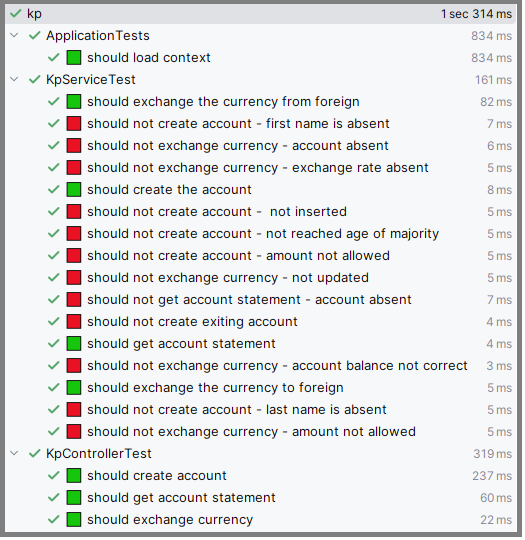 kp 1 sec 314 ms
ApplicationTests 834 ms
should load context 834 ms
KpServiceTest 161 ms
should exchange the currency from foreign 82 ms
should not create account - first name is absent 7 ms
should not exchange currency - account absent 6 ms
should not exchange currency - exchange rate absent 5 ms
should create the account 8 ms
should not create account -  not inserted 5 ms
should not create account - not reached age of majority 5 ms
should not create account - amount not allowed 5 ms
should not exchange currency - not updated 5 ms
should not get account statement - account absent 7 ms
should not create exiting account 4 ms
should get account statement 4 ms
should not exchange currency - account balance not correct 3 ms
should exchange the currency to foreign 5 ms
should not create account - last name is absent 5 ms
should not exchange currency - amount not allowed 5 ms
KpControllerTest 319 ms
should create account 237 ms
should get account statement 60 ms
should exchange currency 22 ms